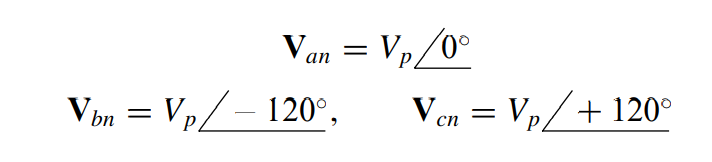 V_an = V_p∠0°
V_bn = V_p∠− 120°, V_cn = V_p∠+ 120°